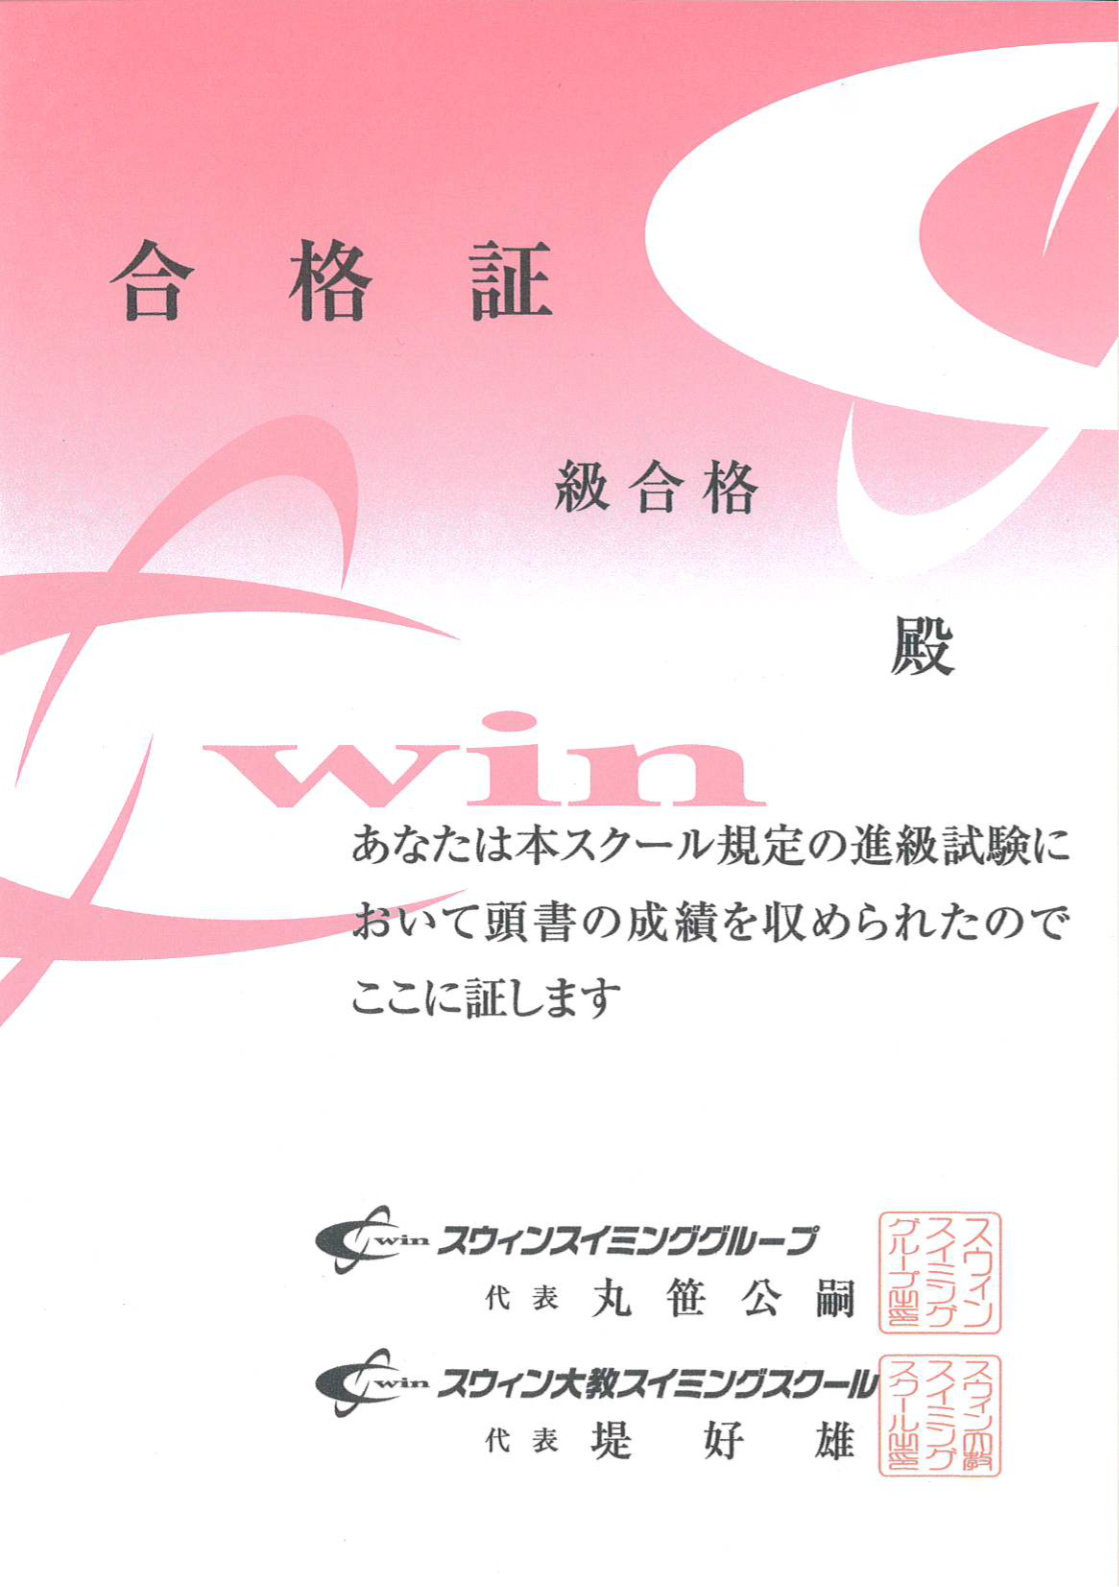 合格証
級合格
殿
win
あなたは本スクール規定の進級試験に
おいて頭書の成績を収められたので
ここに証します
win スウィンスイミンググループ
代表 丸笹公嗣
スウィン
スイミング
グループ印
win スウィン大教スイミングスクール
代表 堤好雄
スウィン大教
スイミング
スクール印